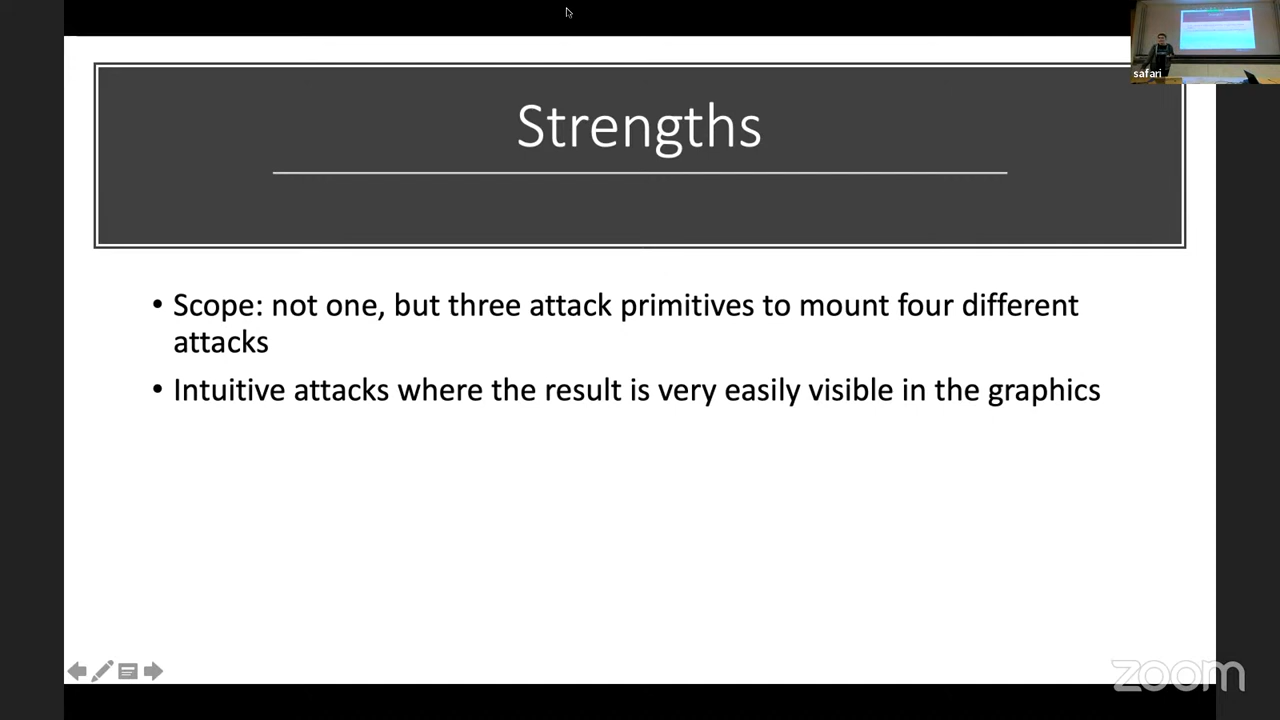 safari
Strengths
• Scope: not one, but three attack primitives to mount four different
attacks
• Intuitive attacks where the result is very easily visible in the graphics
zoom